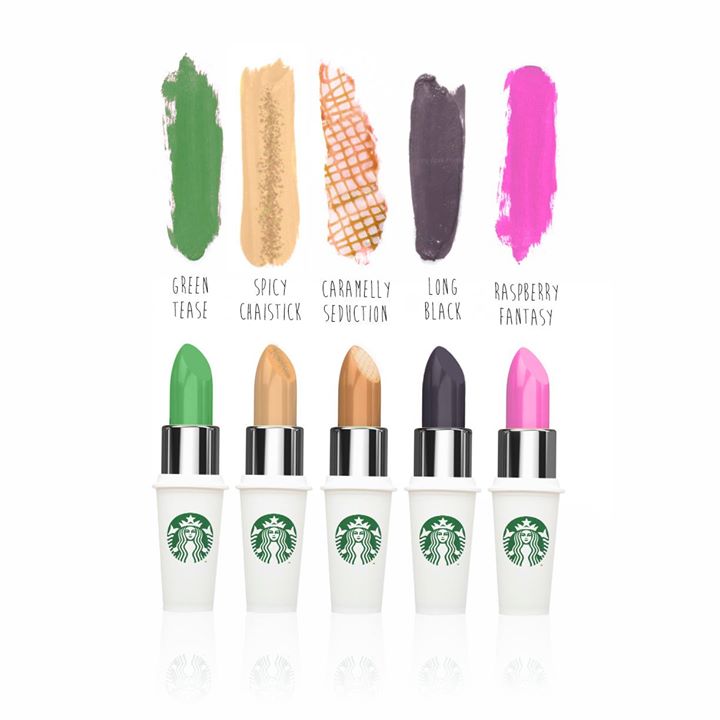 GREEN
TEASE
SPICY
CHAISTICK
CARAMELLY
SEDUCTION
LONG
BLACK
RASPBERRY
FANTASY